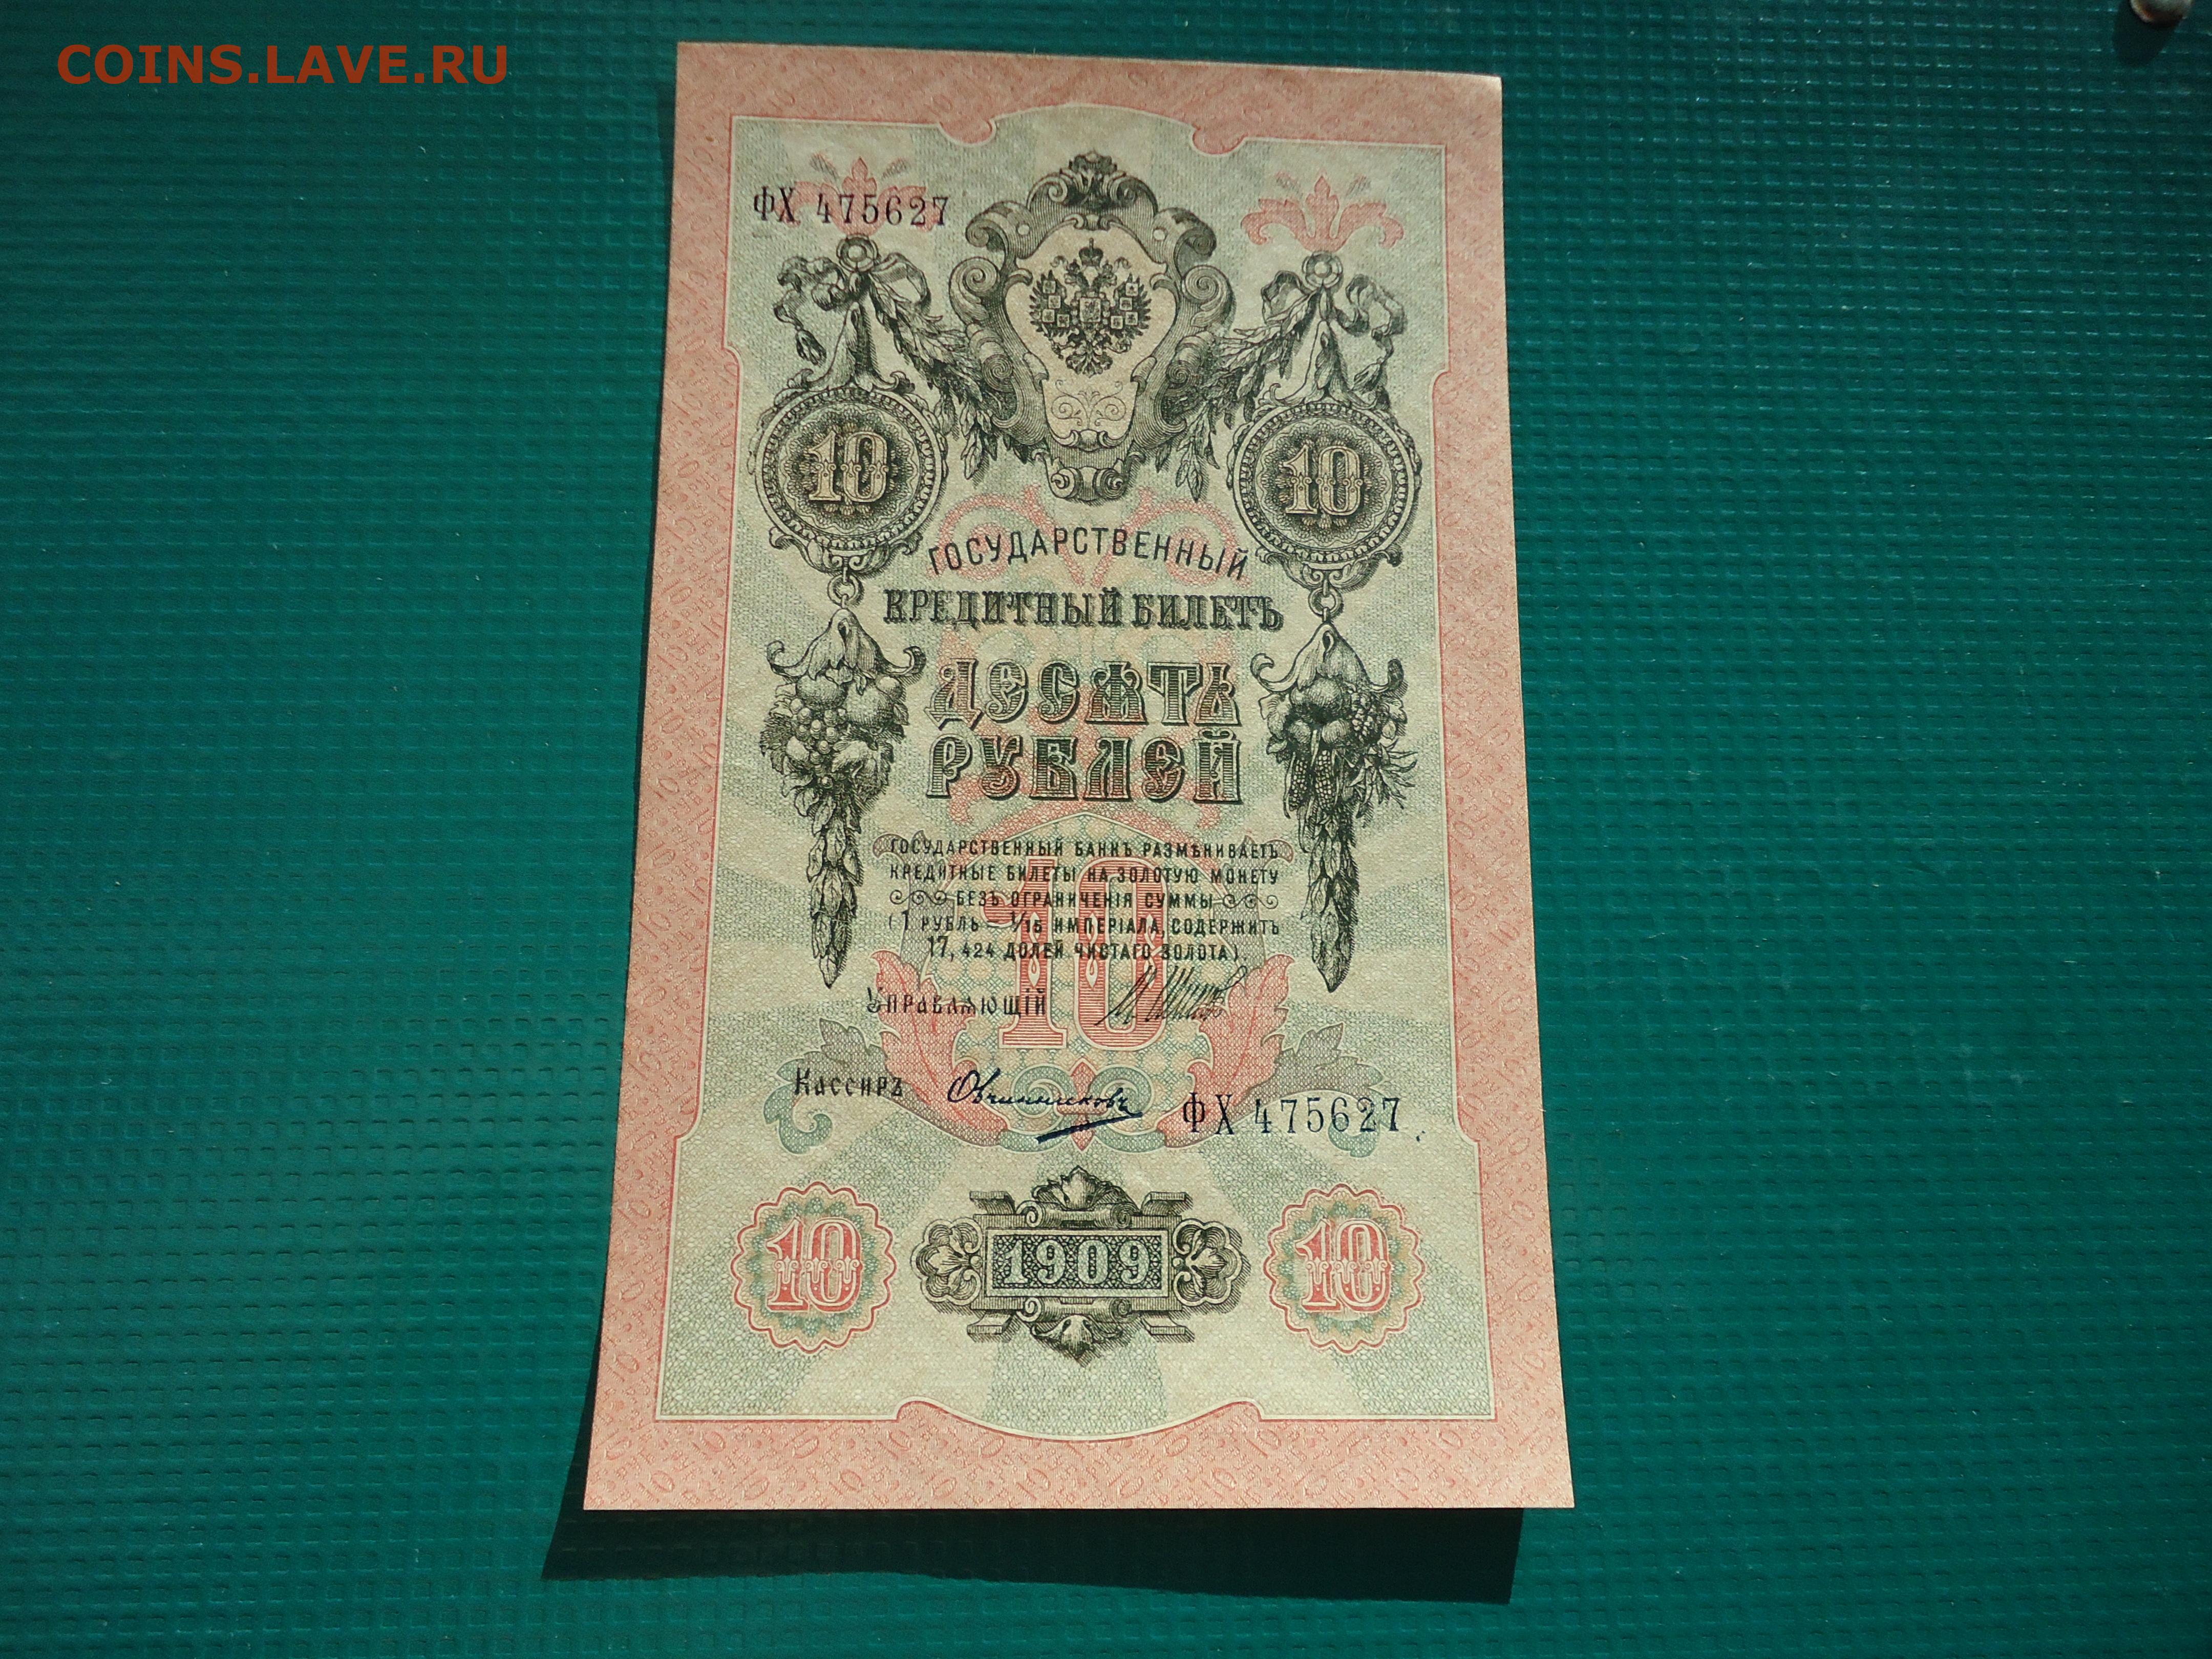 COINS.LAVE.RU
ФХ 475627
10 10
ГОСУДАРСТВЕННЫЙ
КРЕДИТНЫЙ БИЛЕТЪ
ДЕСЯТЬ
РУБЛЕЙ
ГОСУДАРСТВЕННЫЙ БАНКЪ РАЗМѢНИВАЕТЪ
КРЕДИТНЫЕ БИЛЕТЫ НА ЗОЛОТУЮ МОНЕТУ
БЕЗЪ ОГРАНИЧЕНІЯ СУММЫ
(1 РУБЛЬ = 1/15 ИМПЕРІАЛА, СОДЕРЖИТЪ
17,424 ДОЛЕЙ ЧИСТАГО ЗОЛОТА).
10
Управляющій
Кассиръ Овчинниковъ ФХ 475627
10 1909 10